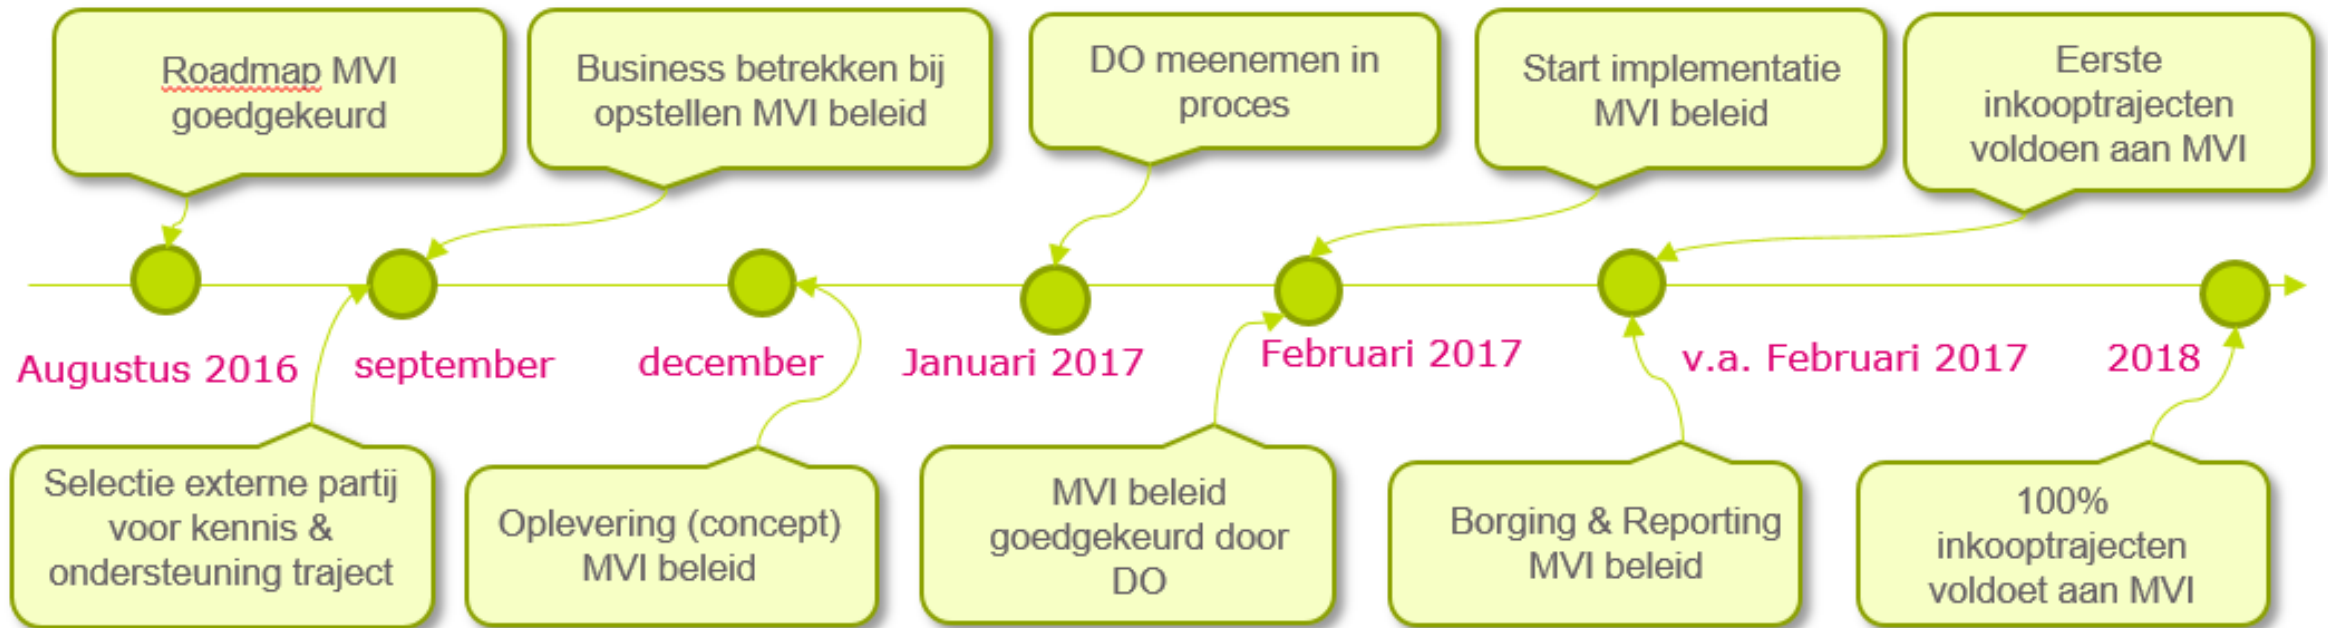 Roadmap MVI
goedgekeurd
Business betrekken bij
opstellen MVI beleid
DO meenemen in
proces
Start implementatie
MVI beleid
Eerste
inkooptrajecten
voldoen aan MVI
Augustus 2016
september
december
Januari 2017
Februari 2017
v.a. Februari 2017
2018
Selectie externe partij
voor kennis &
ondersteuning traject
Oplevering (concept)
MVI beleid
MVI beleid
goedgekeurd door
DO
Borging & Reporting
MVI beleid
100%
inkooptrajecten
voldoet aan MVI